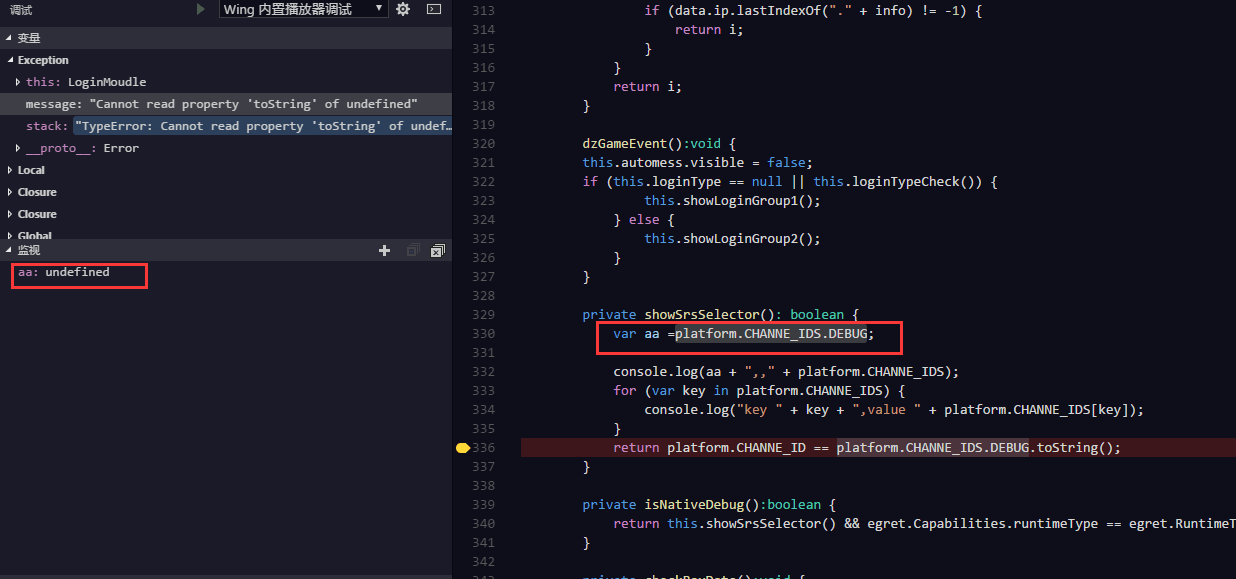 调试
Wing 内置播放器调试
变量
Exception
this: LoginMoudle
message: "Cannot read property 'toString' of undefined"
stack: "TypeError: Cannot read property 'toString' of undef…
__proto__: Error
Local
Closure
Closure
Global
监视
aa: undefined
313 if (data.ip.lastIndexOf("." + info) != -1) {
314 return i;
315 }
316 }
317 return i;
318 }
319
320 dzGameEvent():void {
321 this.automess.visible = false;
322 if (this.loginType == null || this.loginTypeCheck()) {
323 this.showLoginGroup1();
324 } else {
325 this.showLoginGroup2();
326 }
327 }
328
329 private showSrsSelector(): boolean {
330 var aa =platform.CHANNE_IDS.DEBUG;
331
332 console.log(aa + ",," + platform.CHANNE_IDS);
333 for (var key in platform.CHANNE_IDS) {
334 console.log("key " + key + ",value " + platform.CHANNE_IDS[key]);
335 }
336 return platform.CHANNE_ID == platform.CHANNE_IDS.DEBUG.toString();
337 }
338
339 private isNativeDebug():boolean {
340 return this.showSrsSelector() && egret.Capabilities.runtimeType == egret.RuntimeT
341 }
342